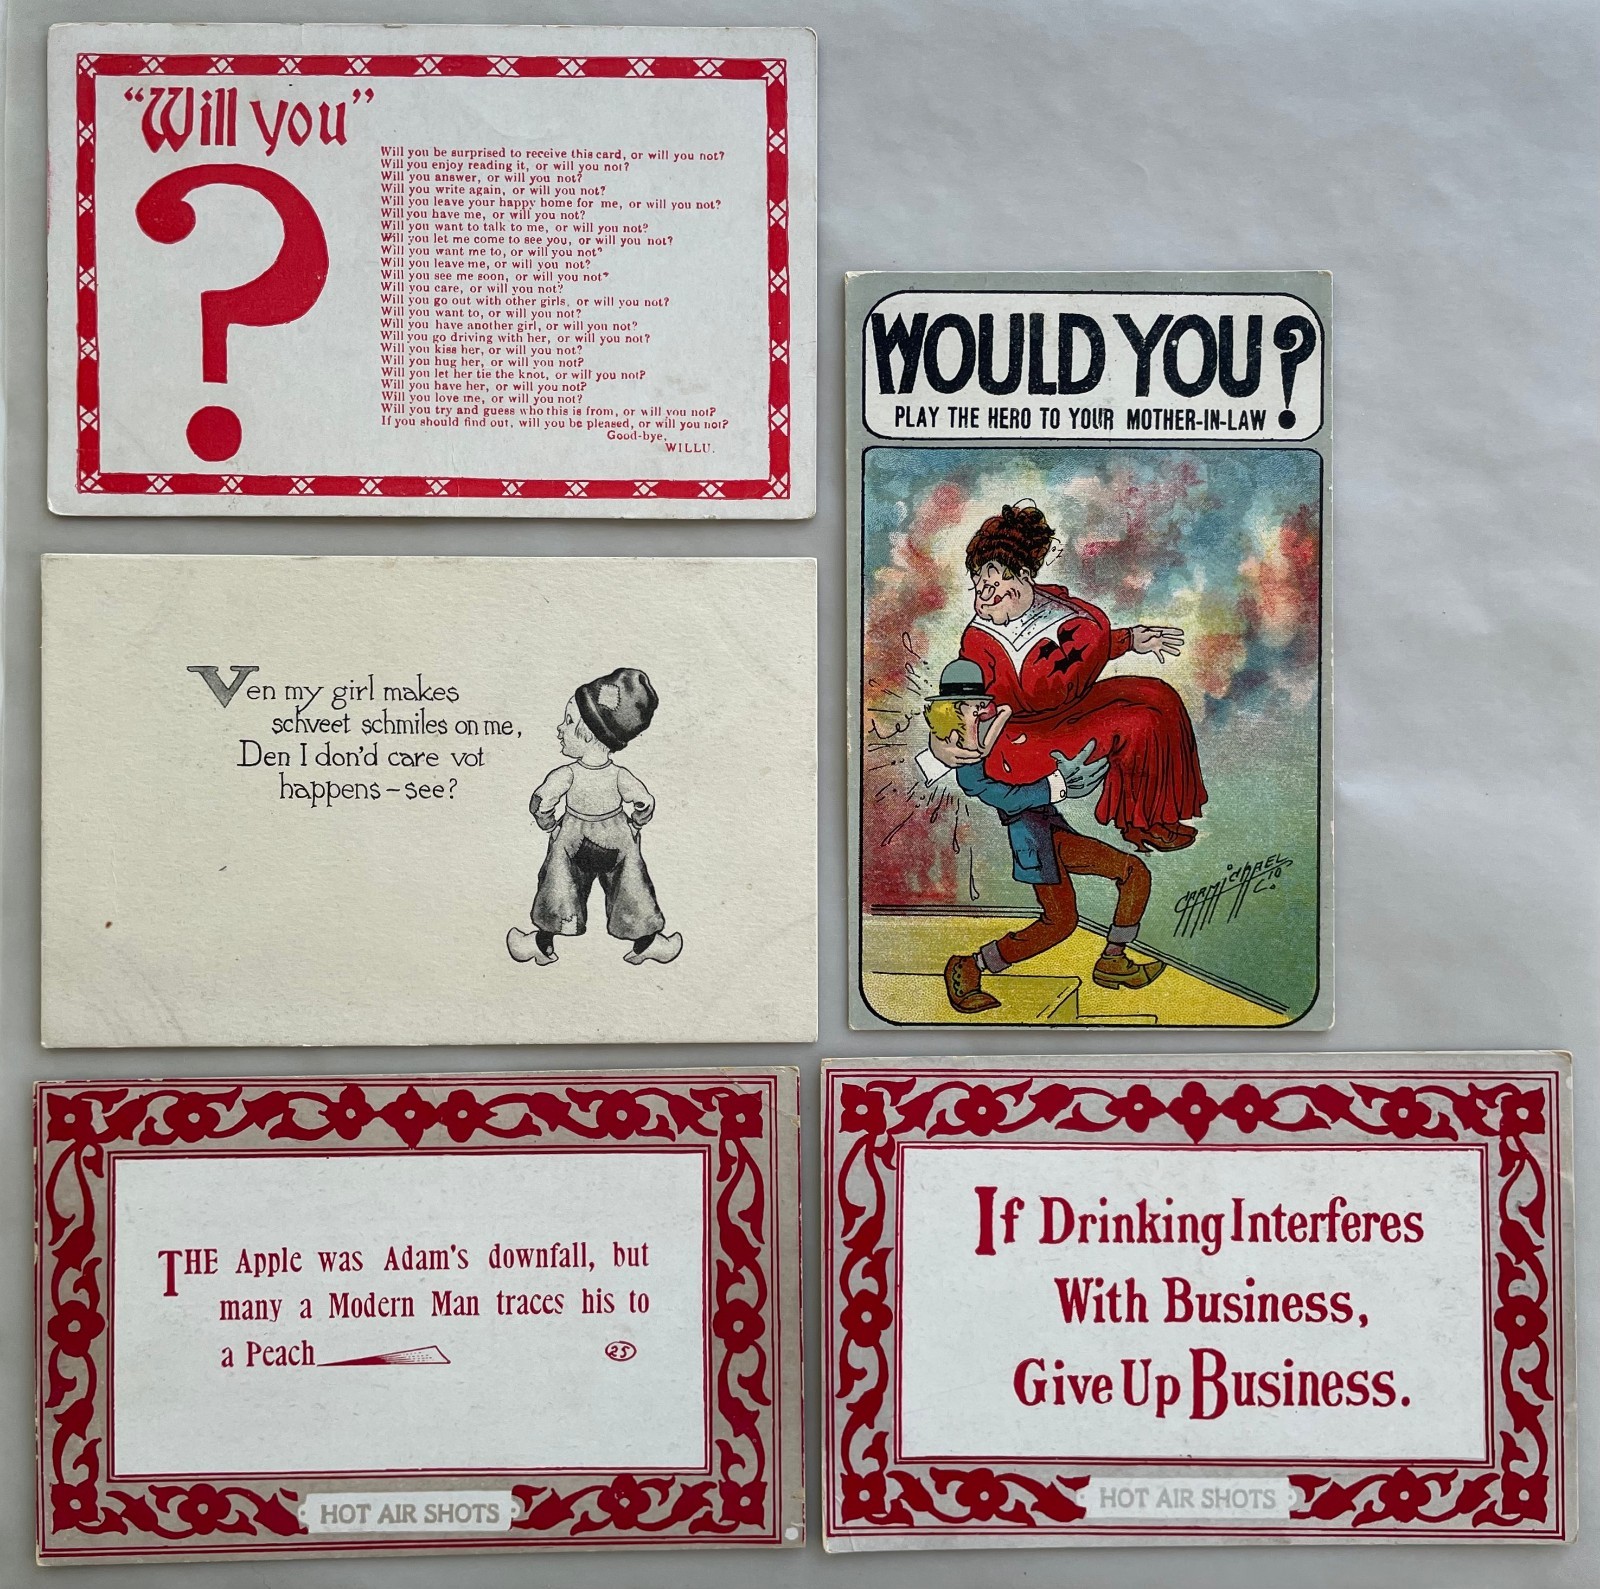 "Will you"
?
Will you be surprised to receive this card, or will you not?
Will you enjoy reading it, or will you not?
Will you answer, or will you not?
Will you write again, or will you not?
Will you leave your happy home for me, or will you not?
Will you have me, or will you not?
Will you want to talk to me, or will you not?
Will you let me come to see you, or will you not?
Will you want me to, or will you not?
Will you leave me, or will you not?
Will you see me soon, or will you not?
Will you care, or will you not?
Will you go out with other girls, or will you not?
Will you want to, or will you not?
Will you have another girl, or will you not?
Will you go driving with her, or will you not?
Will you kiss her, or will you not?
Will you hug her, or will you not?
Will you let her tie the knot, or will you not?
Will you have her, or will you not?
Will you love me, or will you not?
Will you try and guess who this is from, or will you not?
If you should find out, will you be pleased, or will you not?
Good-bye,
WILLU.
WOULD YOU?
PLAY THE HERO TO YOUR MOTHER-IN-LAW
CARMICHAEL
C. 10
Ven my girl makes
schveet schmiles on me,
Den I don'd care vot
happens - see?
THE Apple was Adam's downfall, but
many a Modern Man traces his to
a Peach
25
HOT AIR SHOTS
If Drinking Interferes
With Business,
Give Up Business.
HOT AIR SHOTS